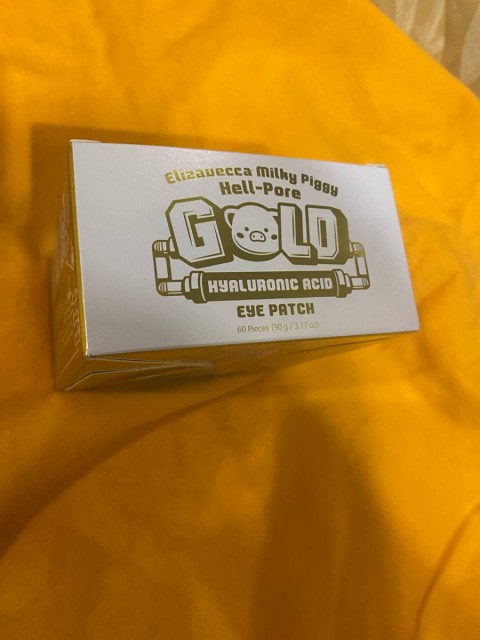 Elizavecca Milky Piggy
Hell-Pore
GOLD
HYALURONIC ACID
EYE PATCH
60 Pieces (90 g / 3.17 oz)